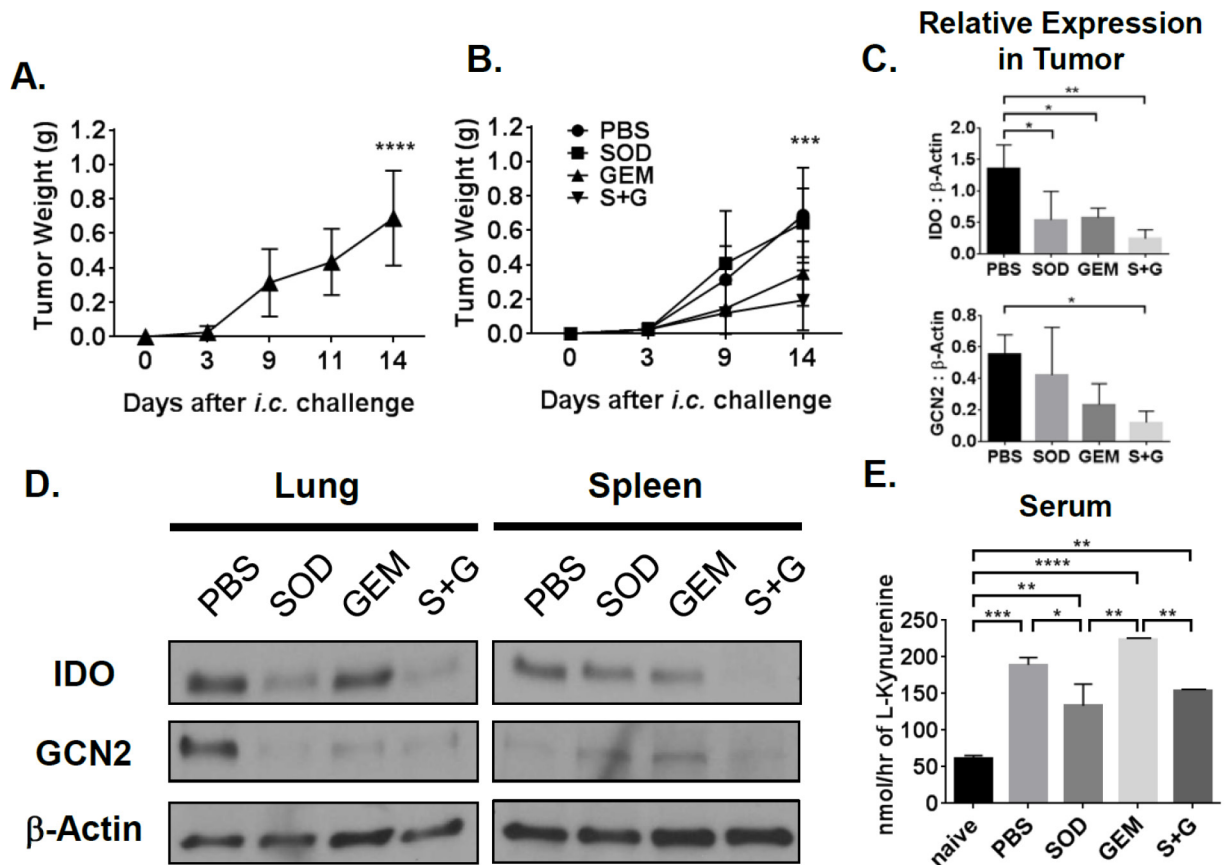 A.
****
Tumor Weight (g)
1.2
1.0
0.8
0.6
0.4
0.2
0.0
0 3 9 11 14
Days after i.c. challenge
B.
PBS
SOD
GEM
S+G
***
Tumor Weight (g)
1.2
1.0
0.8
0.6
0.4
0.2
0.0
0 3 9 14
Days after i.c. challenge
Relative Expression
in Tumor
C.
**
*
*
IDO : β-Actin
2.0
1.5
1.0
0.5
0.0
PBS SOD GEM S+G
*
GCN2 : β-Actin
0.8
0.6
0.4
0.2
0.0
PBS SOD GEM S+G
D.
Lung Spleen
PBS SOD GEM S+G PBS SOD GEM S+G
IDO
GCN2
β-Actin
E.
Serum
**
****
**
*** * ** **
nmol/hr of L-Kynurenine
250
200
150
100
50
0
naive PBS SOD GEM S+G